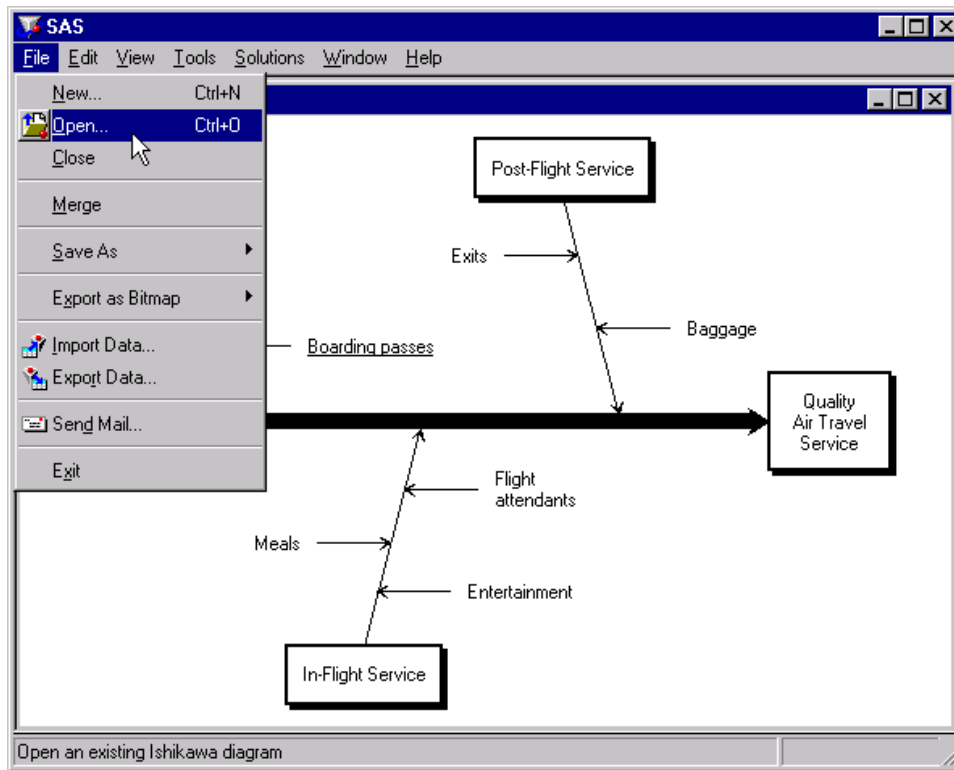 SAS
File Edit View Tools Solutions Window Help
New... Ctrl+N
Open... Ctrl+O
Close
Merge
Save As
Export as Bitmap
Import Data...
Export Data...
Send Mail...
Exit
Post-Flight Service
Exits
Baggage
Boarding passes
Quality
Air Travel
Service
Flight
attendants
Meals
Entertainment
In-Flight Service
Open an existing Ishikawa diagram